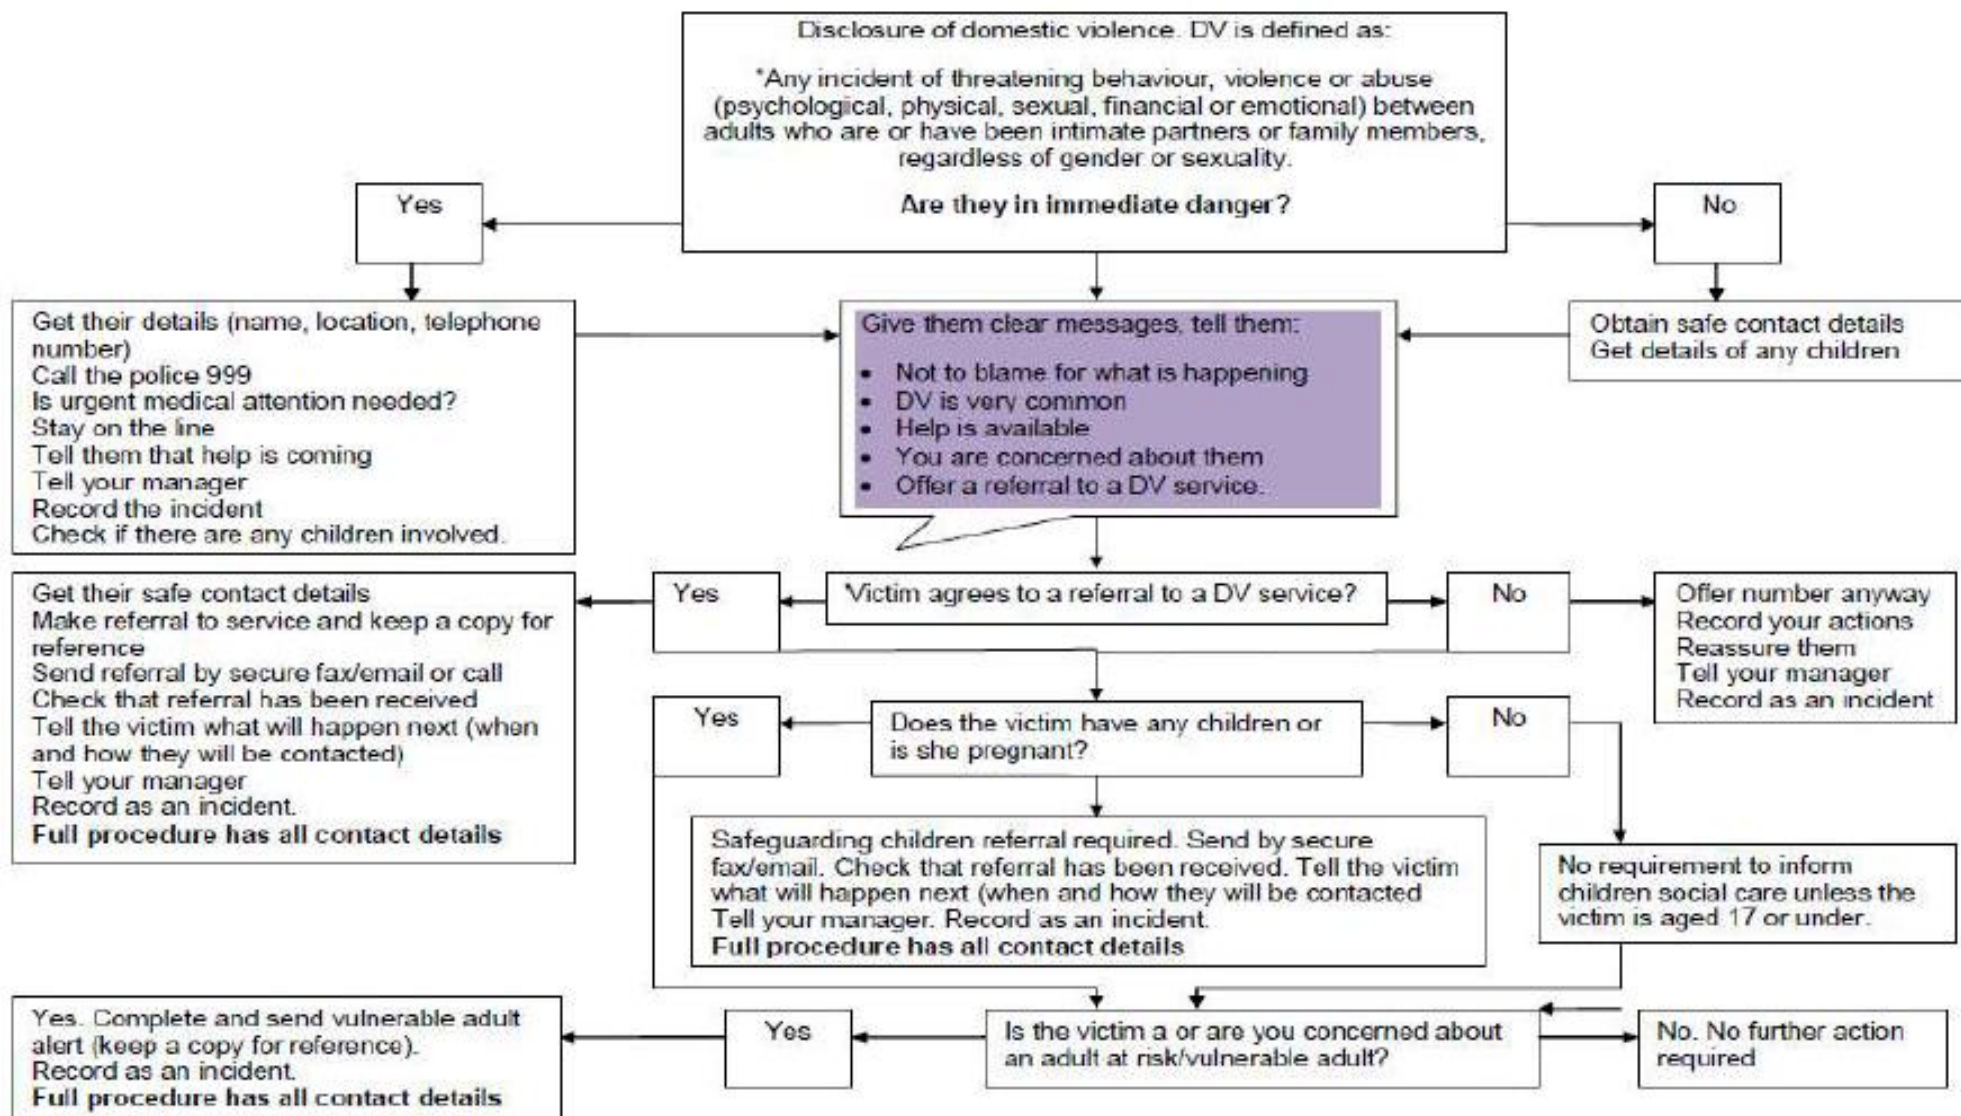 Disclosure of domestic violence. DV is defined as:
*Any incident of threatening behaviour, violence or abuse
(psychological, physical, sexual, financial or emotional) between
adults who are or have been intimate partners or family members,
regardless of gender or sexuality.
Are they in immediate danger?
Yes
No
Get their details (name, location, telephone
number)
Call the police 999
Is urgent medical attention needed?
Stay on the line
Tell them that help is coming
Tell your manager
Record the incident
Check if there are any children involved.
Give them clear messages, tell them:
• Not to blame for what is happening
• DV is very common
• Help is available
• You are concerned about them
• Offer a referral to a DV service.
Obtain safe contact details
Get details of any children
Get their safe contact details
Make referral to service and keep a copy for
reference
Send referral by secure fax/email or call
Check that referral has been received
Tell the victim what will happen next (when
and how they will be contacted)
Tell your manager
Record as an incident.
Full procedure has all contact details
Yes
Victim agrees to a referral to a DV service?
No
Offer number anyway
Record your actions
Reassure them
Tell your manager
Record as an incident
Yes
Does the victim have any children or
is she pregnant?
No
Safeguarding children referral required. Send by secure
fax/email. Check that referral has been received. Tell the victim
what will happen next (when and how they will be contacted
Tell your manager. Record as an incident.
Full procedure has all contact details
No requirement to inform
children social care unless the
victim is aged 17 or under.
Yes. Complete and send vulnerable adult
alert (keep a copy for reference).
Record as an incident.
Full procedure has all contact details
Yes
Is the victim a or are you concerned about
an adult at risk/vulnerable adult?
No. No further action
required